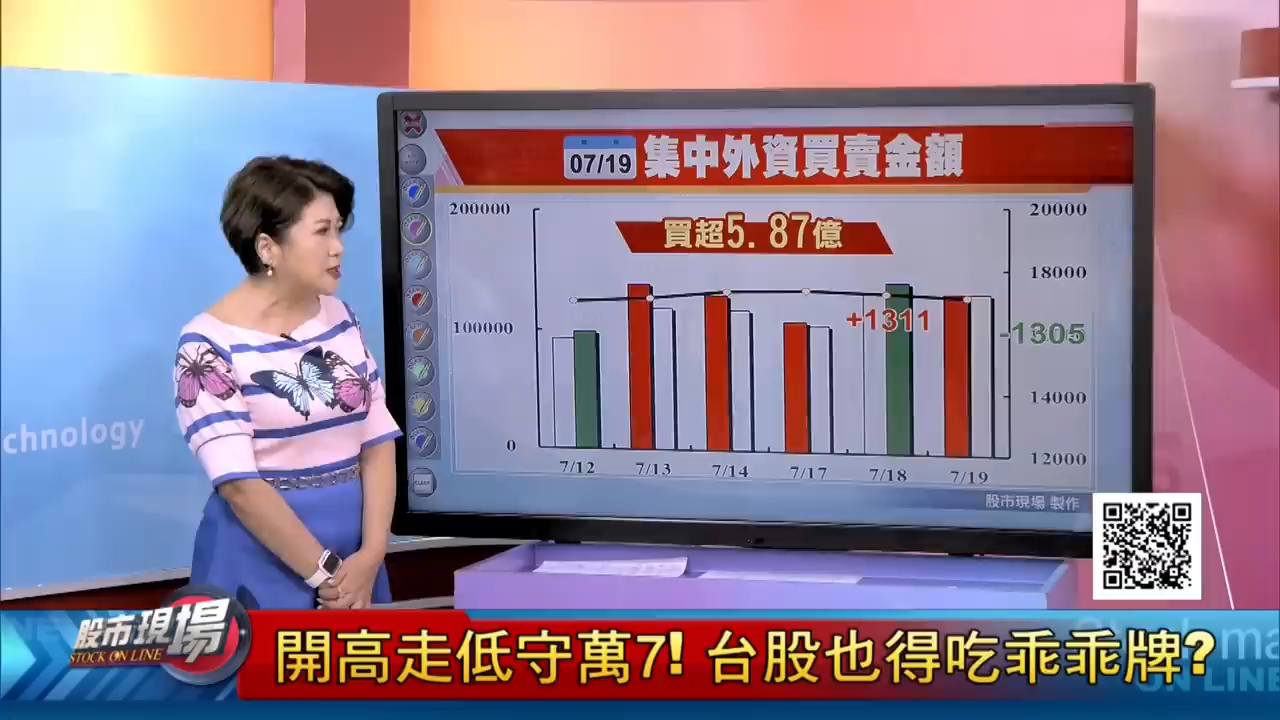 07/19 集中外資買賣金額
買超5.87億
200000
100000
0
20000
18000
14000
12000
+1311
-1305
7/12 7/13 7/14 7/17 7/18 7/19
股市現場 製作
CLEAR
chnology
股市現場
STOCK ON LINE
開高走低守萬7! 台股也得吃乖乖牌?
ON LINE